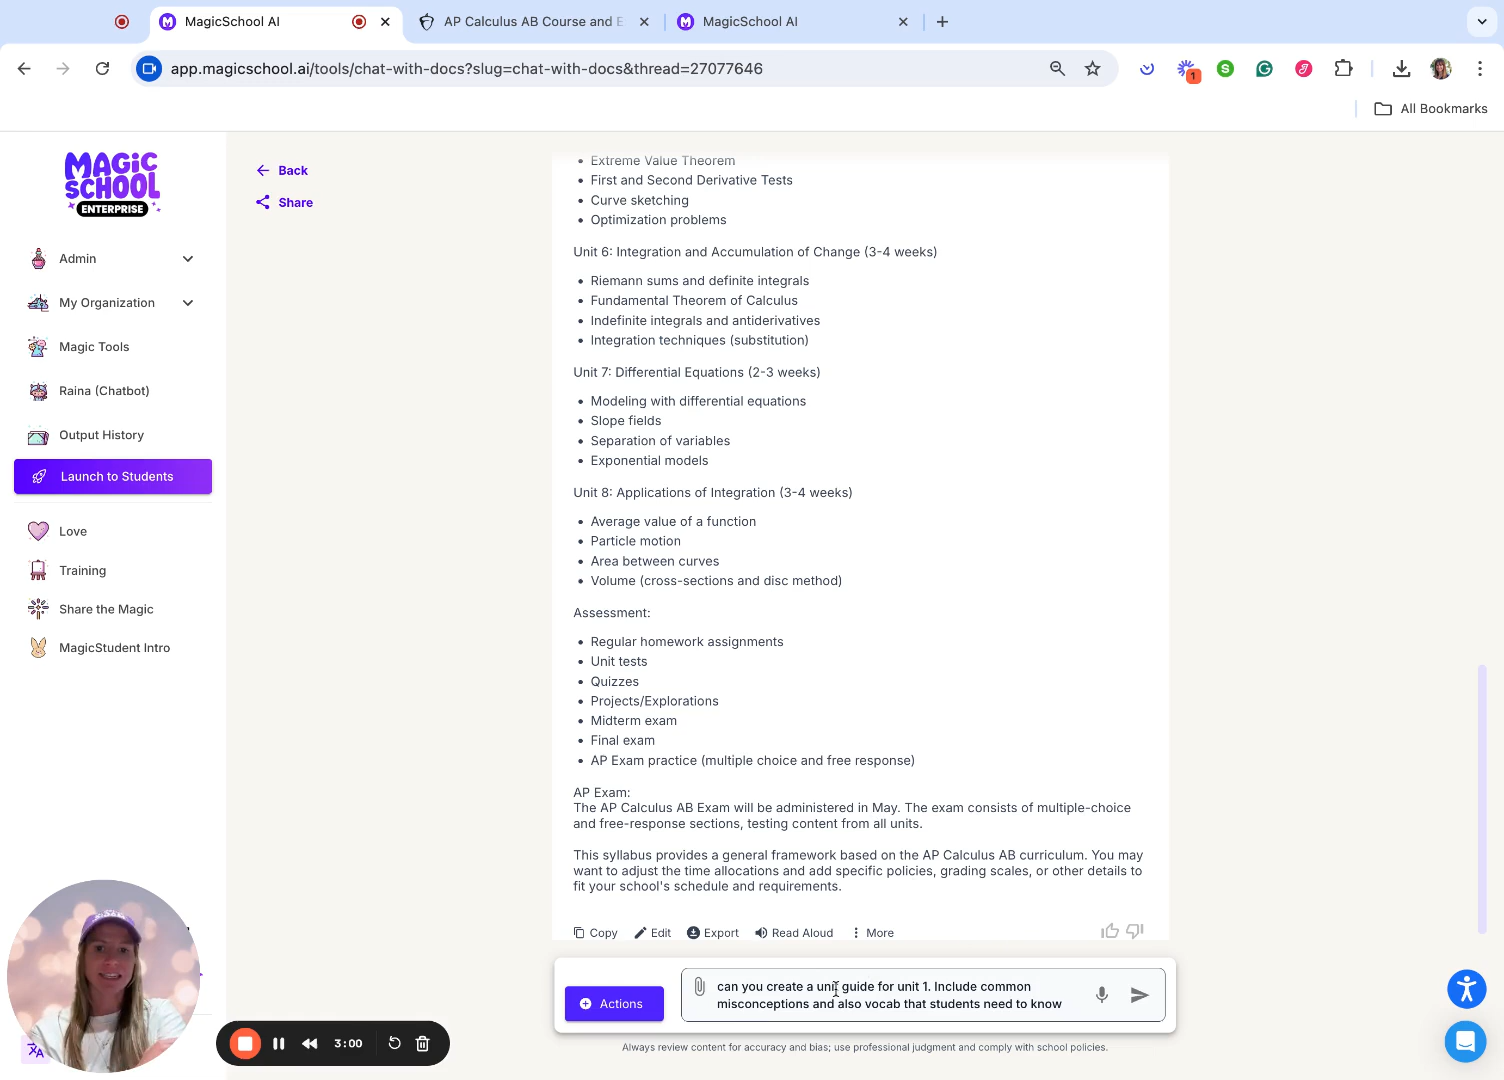 MagicSchool AI
AP Calculus AB Course and E
MagicSchool AI
app.magicschool.ai/tools/chat-with-docs?slug=chat-with-docs&thread=27077646
1
S
All Bookmarks
MAGIC
SCHOOL
ENTERPRISE
Admin
My Organization
Magic Tools
Raina (Chatbot)
Output History
Launch to Students
Love
Training
Share the Magic
MagicStudent Intro
Back
Share
• Extreme Value Theorem
• First and Second Derivative Tests
• Curve sketching
• Optimization problems
Unit 6: Integration and Accumulation of Change (3-4 weeks)
• Riemann sums and definite integrals
• Fundamental Theorem of Calculus
• Indefinite integrals and antiderivatives
• Integration techniques (substitution)
Unit 7: Differential Equations (2-3 weeks)
• Modeling with differential equations
• Slope fields
• Separation of variables
• Exponential models
Unit 8: Applications of Integration (3-4 weeks)
• Average value of a function
• Particle motion
• Area between curves
• Volume (cross-sections and disc method)
Assessment:
• Regular homework assignments
• Unit tests
• Quizzes
• Projects/Explorations
• Midterm exam
• Final exam
• AP Exam practice (multiple choice and free response)
AP Exam:
The AP Calculus AB Exam will be administered in May. The exam consists of multiple-choice
and free-response sections, testing content from all units.
This syllabus provides a general framework based on the AP Calculus AB curriculum. You may
want to adjust the time allocations and add specific policies, grading scales, or other details to
fit your school's schedule and requirements.
Copy Edit Export Read Aloud More
Actions
can you create a unit guide for unit 1. Include common
misconceptions and also vocab that students need to know
Always review content for accuracy and bias; use professional judgment and comply with school policies.
3:00